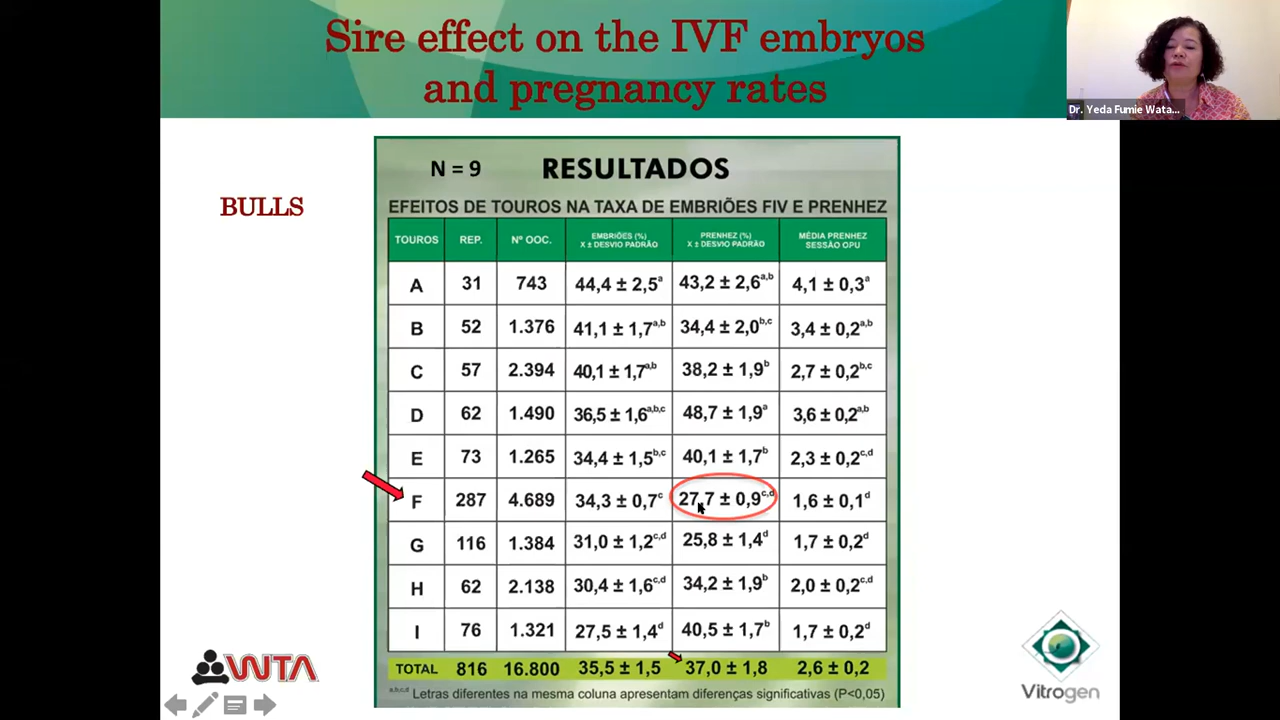 Sire effect on the IVF embryos
and pregnancy rates
Dr. Yeda Fumie Wata...
BULLS
N = 9 RESULTADOS
EFEITOS DE TOUROS NA TAXA DE EMBRIÕES FIV E PRENHEZ
TOUROS REP. Nº OOC. EMBRIÕES (%) X ± DESVIO PADRÃO PRENHEZ (%) X ± DESVIO PADRÃO MÉDIA PRENHEZ SESSÃO OPU
A 31 743 44,4 ± 2,5a 43,2 ± 2,6a,b 4,1 ± 0,3a
B 52 1.376 41,1 ± 1,7a,b 34,4 ± 2,0b,c 3,4 ± 0,2a,b
C 57 2.394 40,1 ± 1,7a,b 38,2 ± 1,9b 2,7 ± 0,2b,c
D 62 1.490 36,5 ± 1,6a,b,c 48,7 ± 1,9a 3,6 ± 0,2a,b
E 73 1.265 34,4 ± 1,5b,c 40,1 ± 1,7b 2,3 ± 0,2c,d
F 287 4.689 34,3 ± 0,7c 27,7 ± 0,9c,d 1,6 ± 0,1d
G 116 1.384 31,0 ± 1,2c,d 25,8 ± 1,4d 1,7 ± 0,2d
H 62 2.138 30,4 ± 1,6c,d 34,2 ± 1,9b 2,0 ± 0,2c,d
I 76 1.321 27,5 ± 1,4d 40,5 ± 1,7b 1,7 ± 0,2d
TOTAL 816 16.800 35,5 ± 1,5 37,0 ± 1,8 2,6 ± 0,2
a,b,c,d Letras diferentes na mesma coluna apresentam diferenças significativas (P<0,05)
WTA
Vitrogen